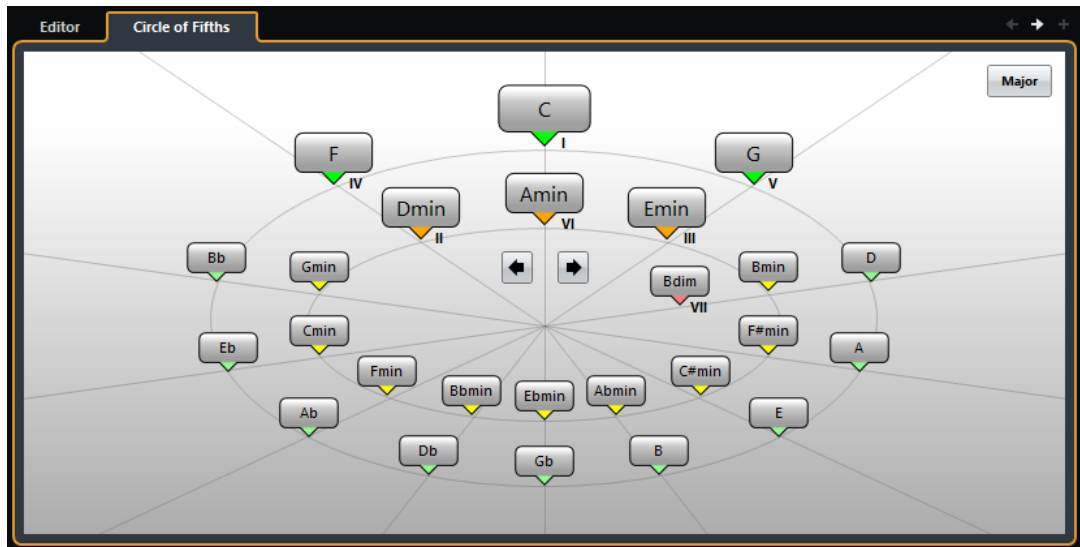 Editor
Circle of Fifths
Major
C
I
F
IV
G
V
Amin
VI
Dmin
II
Emin
III
Bb
Gmin
Bdim
VII
Bmin
D
Eb
Cmin
F#min
A
Fmin
C#min
Bbmin
Ebmin
Abmin
Ab
E
Db
Gb
B